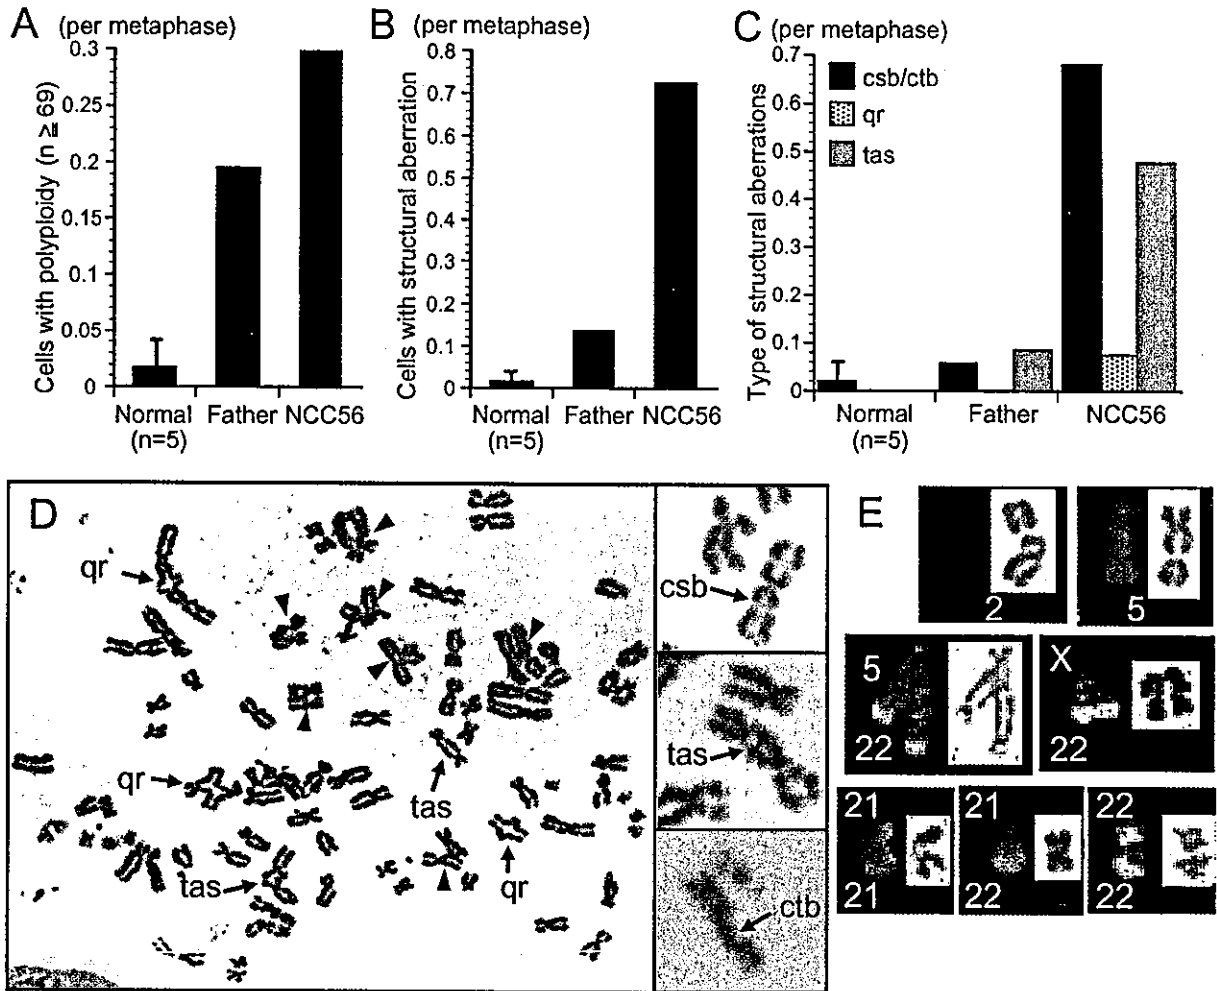 A (per metaphase)
Cells with polyploidy (n ≧ 69)
0.3
0.25
0.2
0.15
0.1
0.05
0
Normal Father NCC56
(n=5)
B (per metaphase)
Cells with structural aberration
0.8
0.7
0.6
0.5
0.4
0.3
0.2
0.1
0
Normal Father NCC56
(n=5)
C (per metaphase)
Type of structural aberrations
0.7
0.6
0.5
0.4
0.3
0.2
0.1
0
csb/ctb
qr
tas
Normal Father NCC56
(n=5)
D
qr
qr
tas
tas
qr
csb
tas
ctb
E
2
5
5
22
X
22
21
21
21
22
22
22